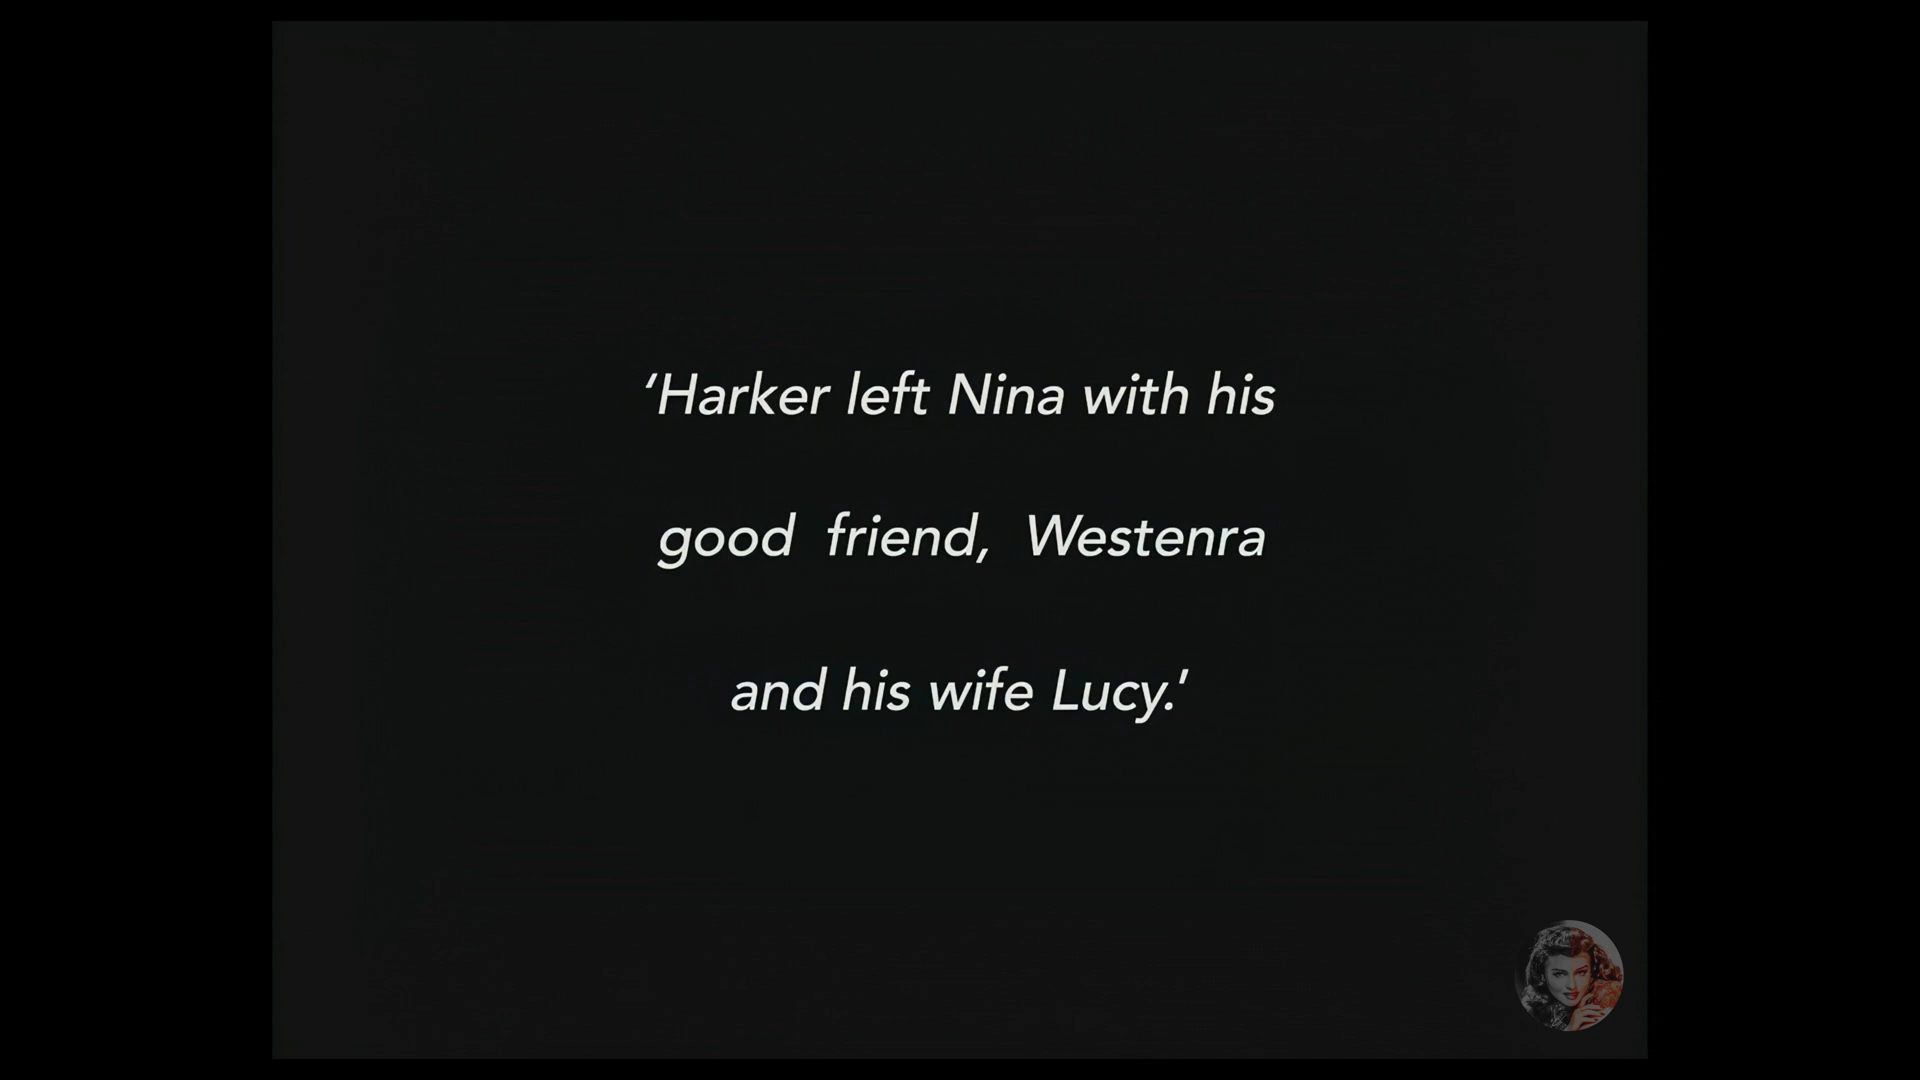 ‘Harker left Nina with his
good friend, Westenra
and his wife Lucy.’